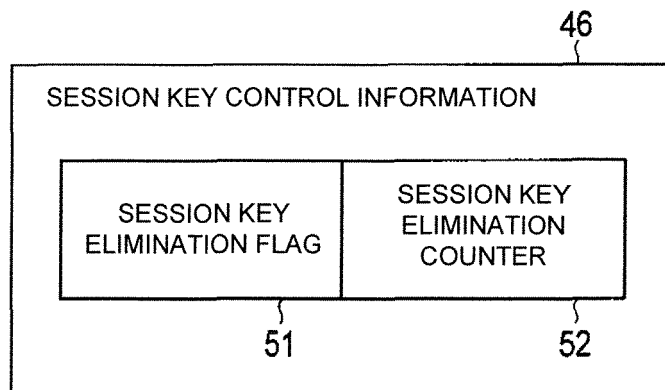 46
SESSION KEY CONTROL INFORMATION
SESSION KEY
ELIMINATION FLAG
SESSION KEY
ELIMINATION
COUNTER
51
52